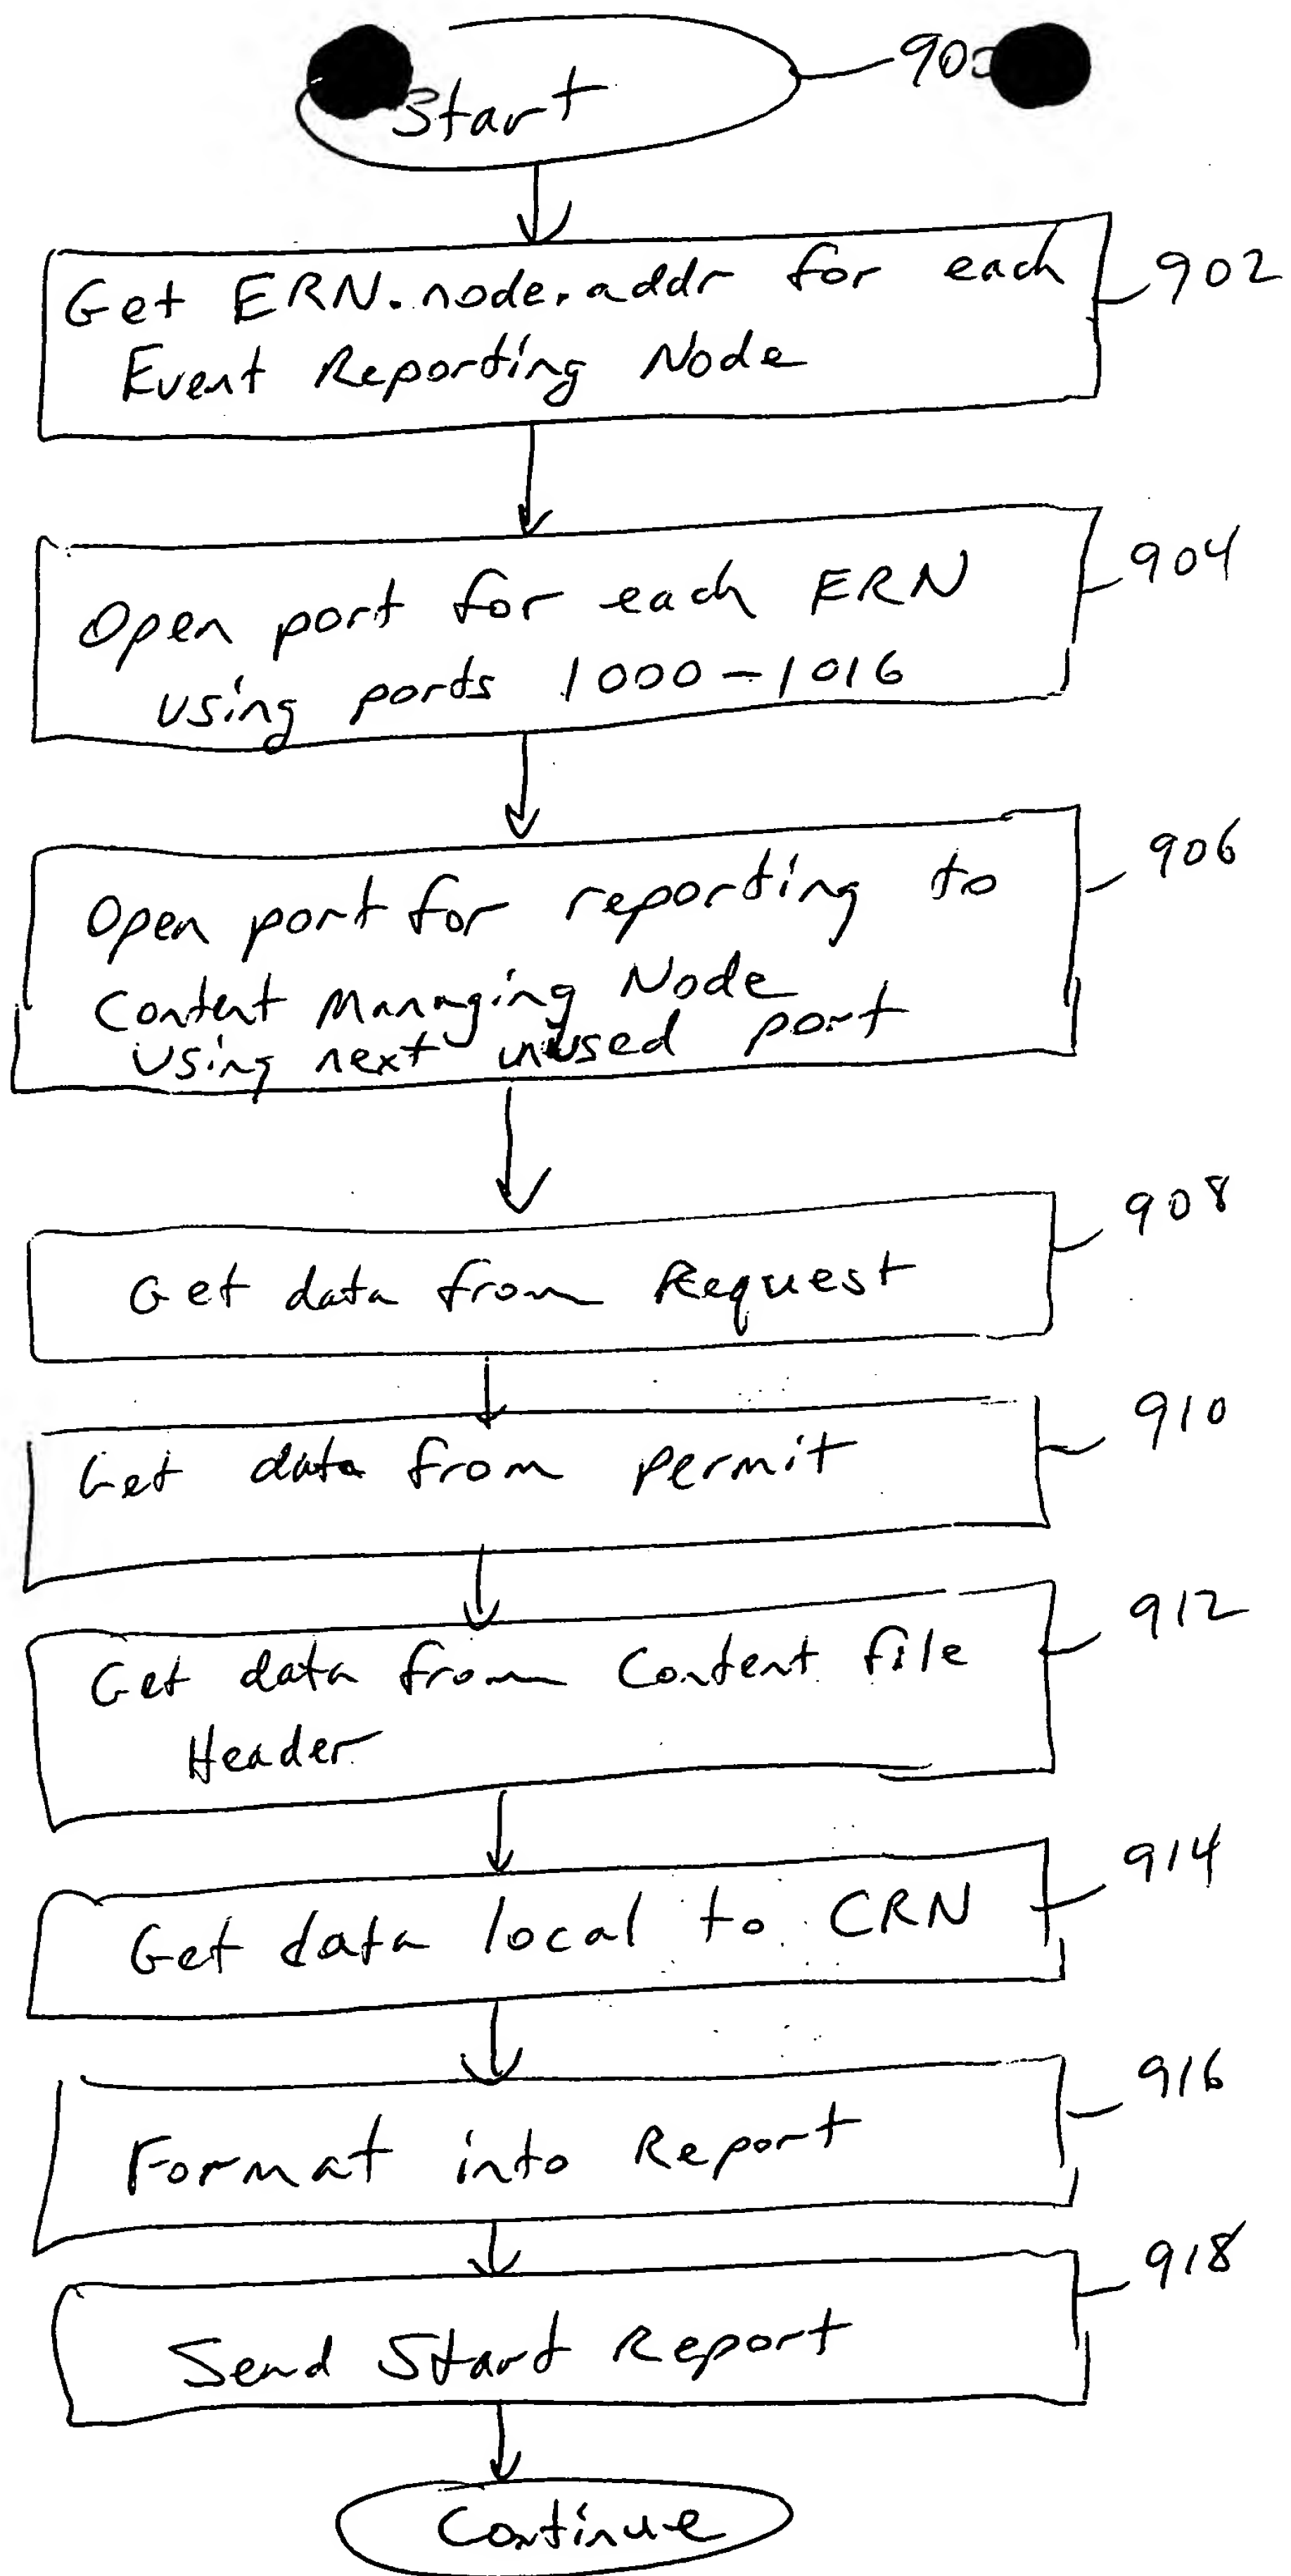 Start
902
Get ERN.node.addr for each
Event Reporting Node
904
Open port for each ERN
using ports 1000-1016
906
Open port for reporting to
Content Managing Node
using next unused port
908
Get data from Request
910
Get data from permit
912
Get data from Content file
Header
914
Get data local to CRN
916
Format into Report
918
Send Start Report
Continue